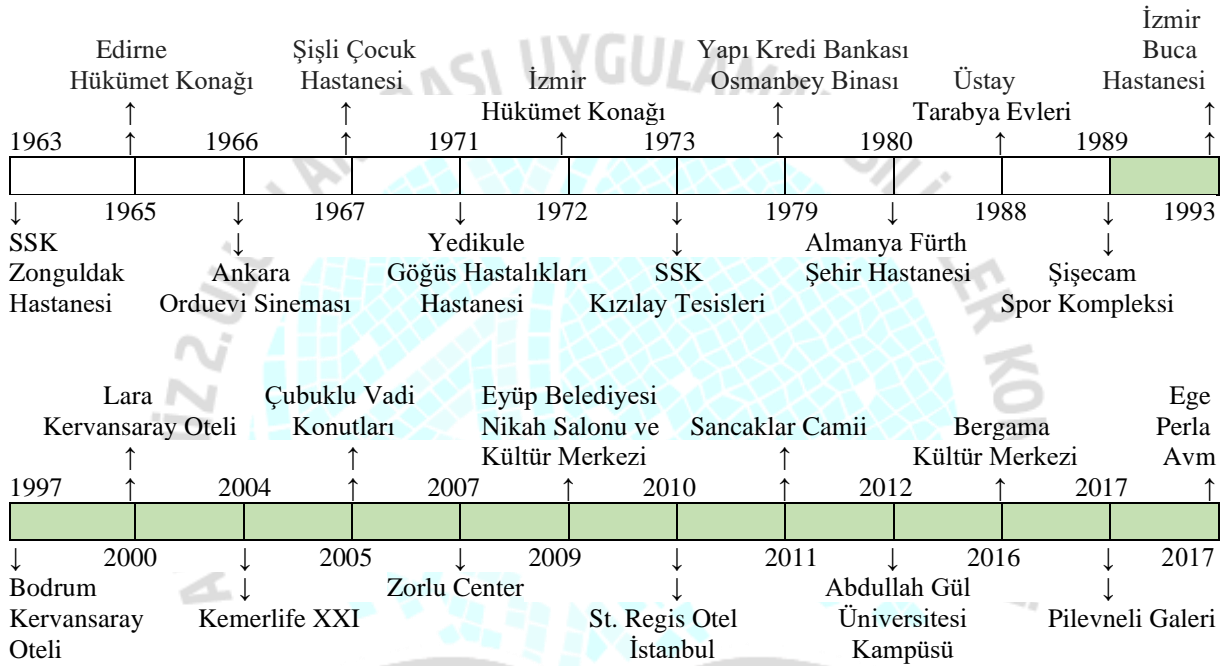 İzmir
Edirne Şişli Çocuk Yapı Kredi Bankası Buca
Hükümet Konağı Hastanesi İzmir Osmanbey Binası Üstay Hastanesi
↑ ↑ Hükümet Konağı ↑ Tarabya Evleri ↑
1963 ↑ 1966 ↑ 1971 ↑ 1973 ↑ 1980 ↑ 1989 ↑
↓ 1965 ↓ 1967 ↓ 1972 ↓ 1979 ↓ 1988 ↓ 1993
SSK ↓ Yedikule ↓ Almanya Fürth ↓
Zonguldak Ankara Göğüs Hastalıkları SSK Şehir Hastanesi Şişecam
Hastanesi Orduevi Sineması Hastanesi Kızılay Tesisleri Spor Kompleksi
Lara Çubuklu Vadi Eyüp Belediyesi Ege
Kervansaray Oteli Konutları Nikah Salonu ve Sancaklar Camii Bergama Perla
↑ ↑ Kültür Merkezi ↑ Kültür Merkezi Avm
1997 ↑ 2004 ↑ 2007 ↑ 2010 ↑ 2012 ↑ 2017 ↑
↓ 2000 ↓ 2005 ↓ 2009 ↓ 2011 ↓ 2016 ↓ 2017
Bodrum ↓ Zorlu Center ↓ Abdullah Gül ↓
Kervansaray Kemerlife XXI St. Regis Otel Üniversitesi Pilevneli Galeri
Oteli İstanbul Kampüsü